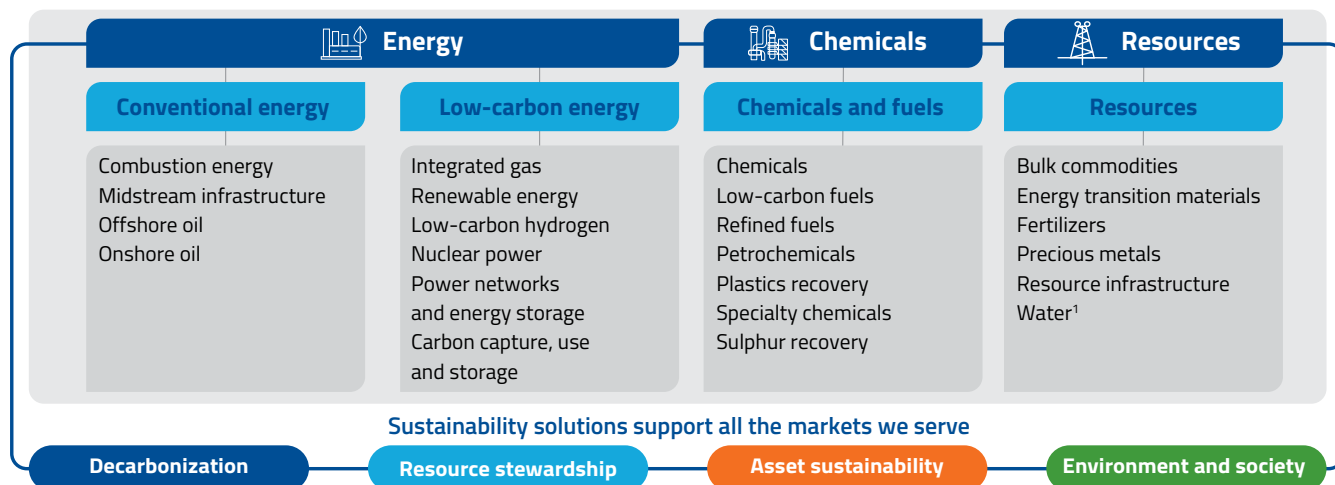 Energy
Chemicals
Resources
Conventional energy
Low-carbon energy
Chemicals and fuels
Resources
Combustion energy
Midstream infrastructure
Offshore oil
Onshore oil
Integrated gas
Renewable energy
Low-carbon hydrogen
Nuclear power
Power networks
and energy storage
Carbon capture, use
and storage
Chemicals
Low-carbon fuels
Refined fuels
Petrochemicals
Plastics recovery
Specialty chemicals
Sulphur recovery
Bulk commodities
Energy transition materials
Fertilizers
Precious metals
Resource infrastructure
Water¹
Sustainability solutions support all the markets we serve
Decarbonization
Resource stewardship
Asset sustainability
Environment and society